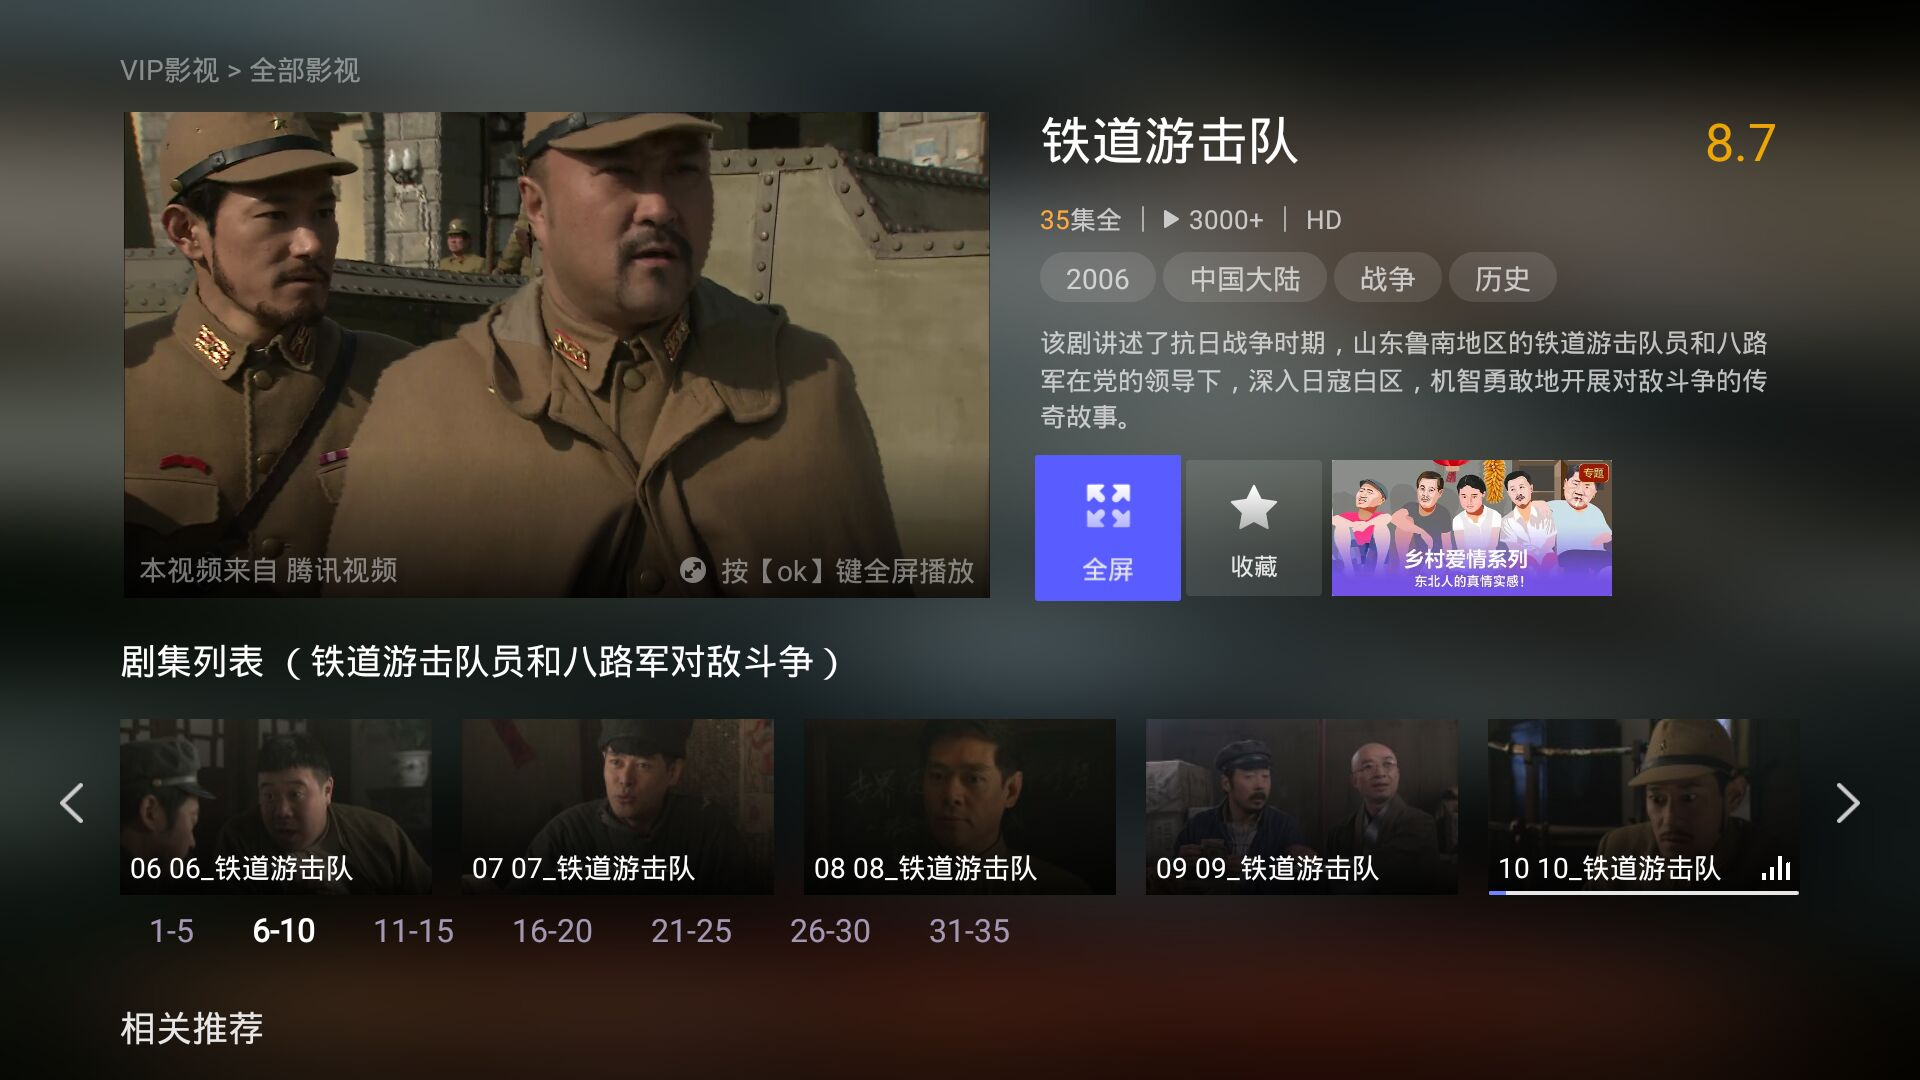 VIP影视 > 全部影视
铁道游击队
8.7
35集全 | 3000+ | HD
2006 中国大陆 战争 历史
该剧讲述了抗日战争时期，山东鲁南地区的铁道游击队员和八路
军在党的领导下，深入日寇白区，机智勇敢地开展对敌斗争的传
奇故事。
本视频来自 腾讯视频
按【ok】键全屏播放
全屏
收藏
专题
乡村爱情系列
东北人的真情实感！
剧集列表 （铁道游击队员和八路军对敌斗争）
06 06_铁道游击队
07 07_铁道游击队
08 08_铁道游击队
09 09_铁道游击队
10 10_铁道游击队
1-5 6-10 11-15 16-20 21-25 26-30 31-35
相关推荐